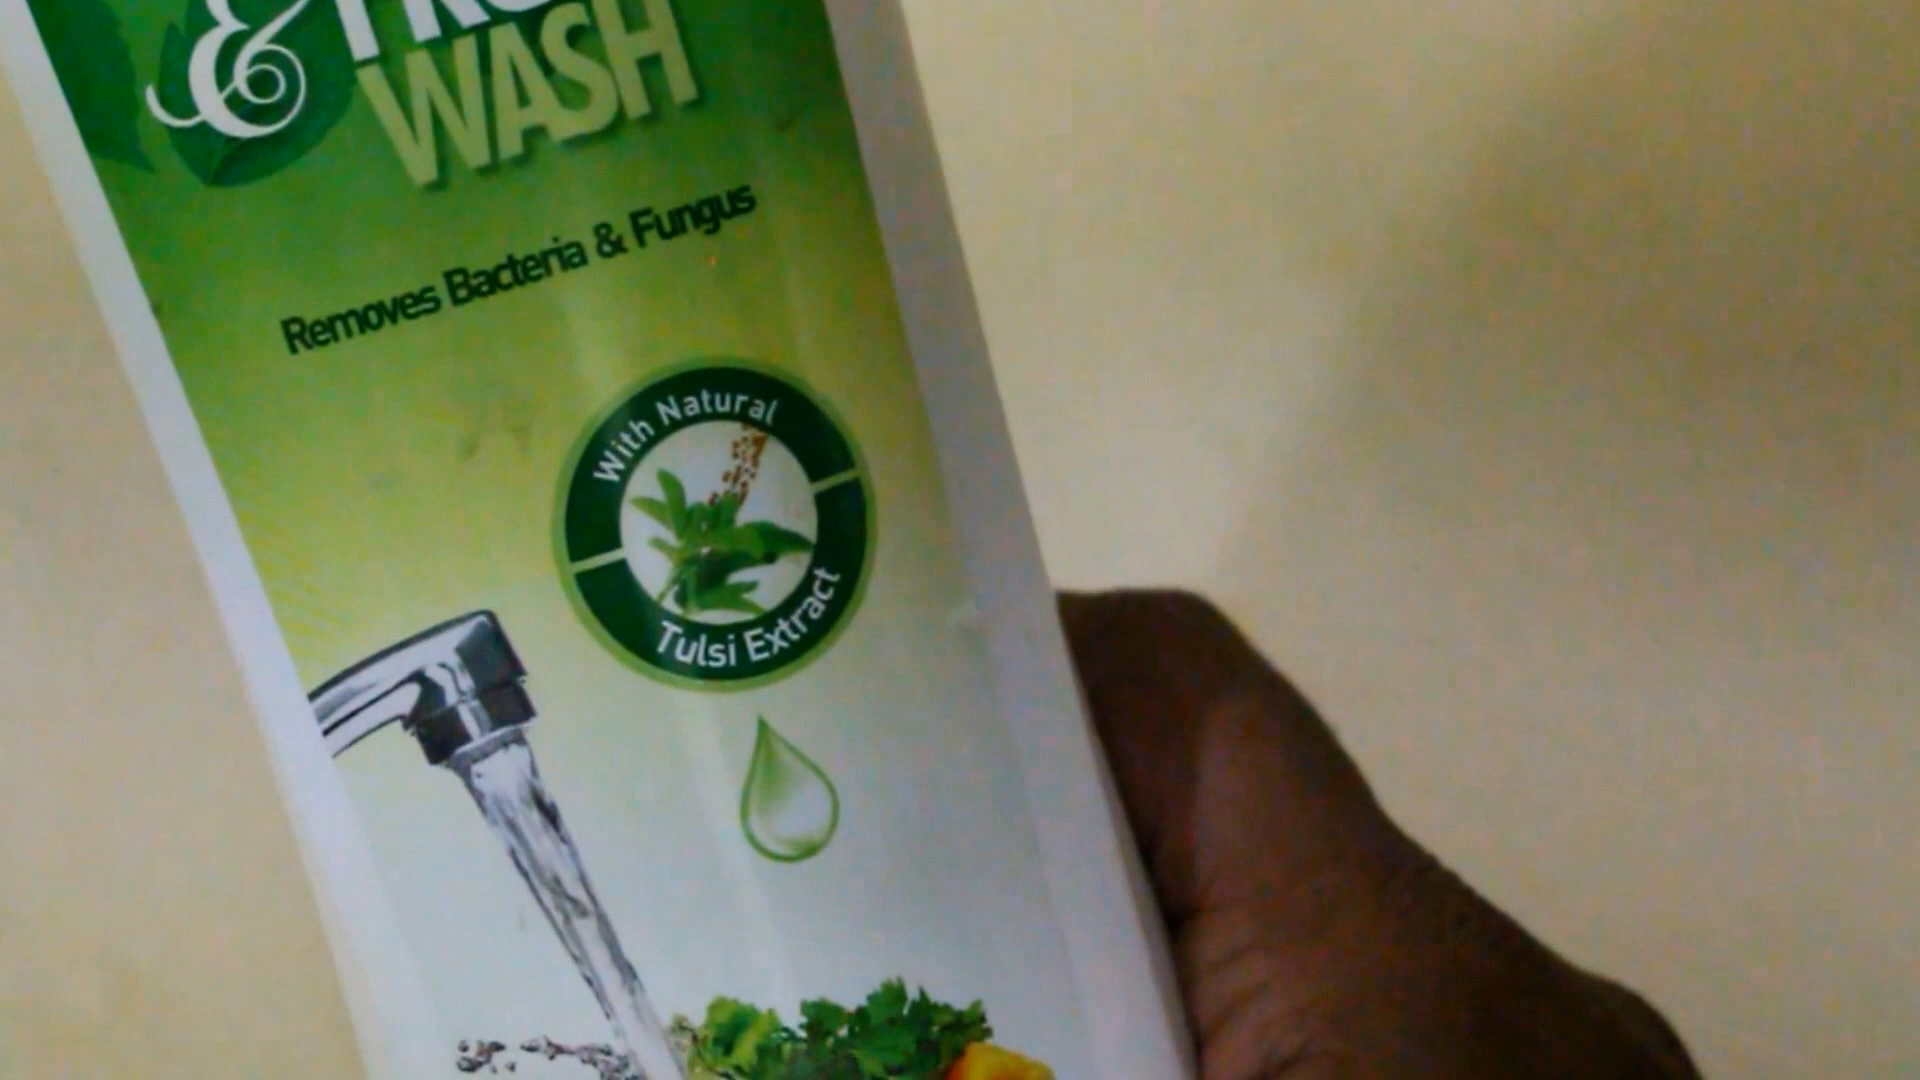 &
WASH
Removes Bacteria & Fungus
With Natural
Tulsi Extract